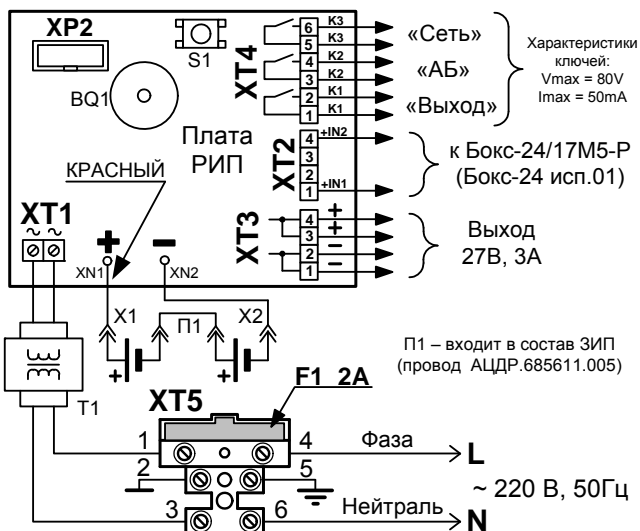 XP2
S1
BQ1
Плата
РИП
КРАСНЫЙ
XT4
6 K3
5 K3
4 K2
3 K2
2 K1
1 K1
«Сеть»
«АБ»
«Выход»
Характеристики
ключей:
Vmax = 80V
Imax = 50mA
XT2
4 +IN2
3
2
1 +IN1
к Бокс-24/17М5-Р
(Бокс-24 исп.01)
XT3
4 +
3 +
2 –
1 –
Выход
27В, 3А
XT1
~ ~
+ –
XN1 XN2
X1 П1 X2
+ +
П1 – входит в состав ЗИП
(провод АЦДР.685611.005)
T1
XT5
F1 2A
1 4 Фаза L
2 5
~ 220 В, 50Гц
3 6 Нейтраль N